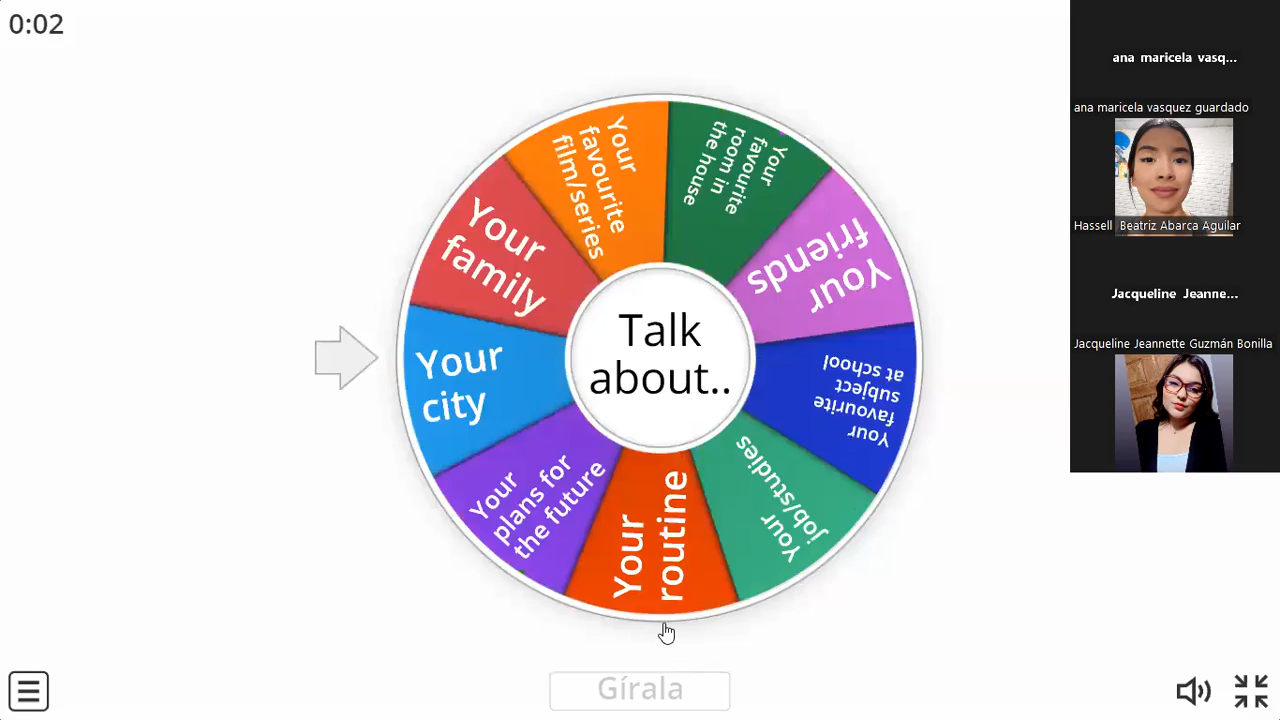 0:02
Talk
about..
Your
favourite
film/series
Your
favourite
room in
the house
Your
friends
Your
favourite
subject
at school
Your
job/studies
Your
routine
Your
plans for
the future
Your
city
Your
family
Gírala
ana maricela vasq...
ana maricela vasquez guardado
Hassell Beatriz Abarca Aguilar
Jacqueline Jeanne...
Jacqueline Jeannette Guzmán Bonilla